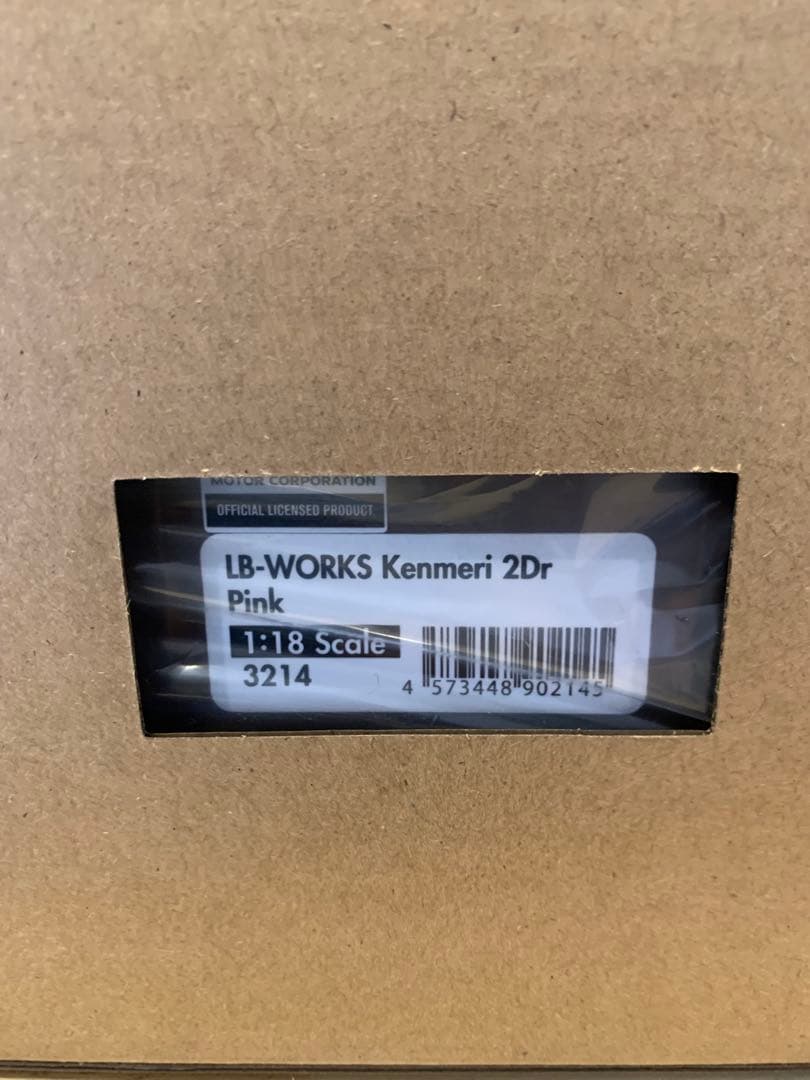 MOTOR CORPORATION
OFFICIAL LICENSED PRODUCT
LB-WORKS Kenmeri 2Dr
Pink
1:18 Scale
3214
4 573448 902145